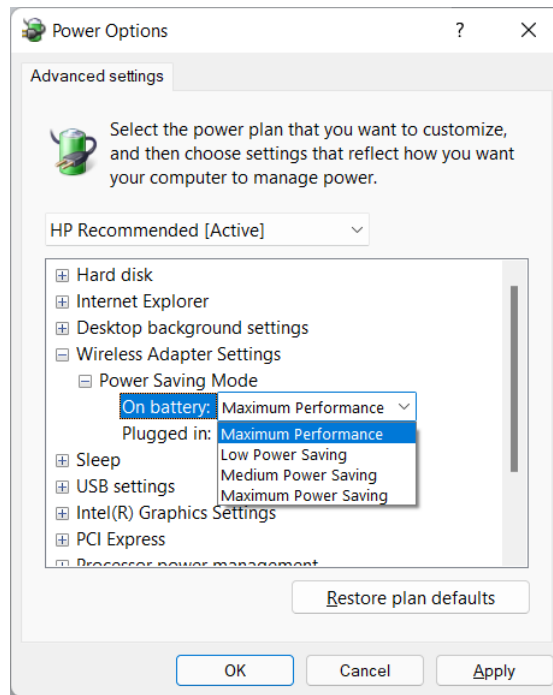 Power Options
?
Advanced settings
Select the power plan that you want to customize,
and then choose settings that reflect how you want
your computer to manage power.
HP Recommended [Active]
Hard disk
Internet Explorer
Desktop background settings
Wireless Adapter Settings
Power Saving Mode
On battery: Maximum Performance
Plugged in: Maximum Performance
Low Power Saving
Medium Power Saving
Maximum Power Saving
Sleep
USB settings
Intel(R) Graphics Settings
PCI Express
Processor power management
Restore plan defaults
OK
Cancel
Apply